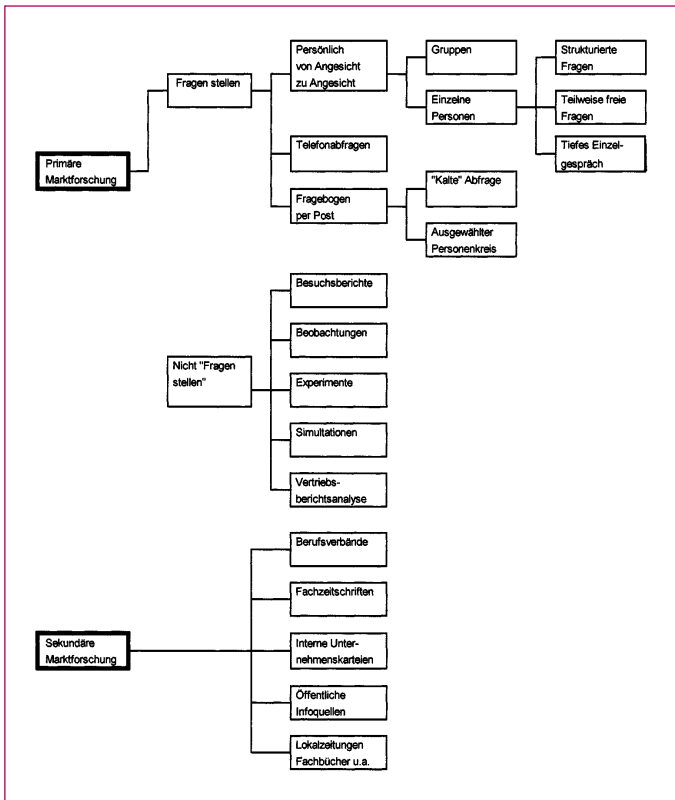 Primäre
Marktforschung
Fragen stellen
Persönlich
von Angesicht
zu Angesicht
Gruppen
Einzelne
Personen
Strukturierte
Fragen
Teilweise freie
Fragen
Tiefes Einzel-
gespräch
Telefonabfragen
Fragebogen
per Post
"Kalte" Abfrage
Ausgewählter
Personenkreis
Nicht "Fragen
stellen"
Besuchsberichte
Beobachtungen
Experimente
Simultationen
Vertriebs-
berichtsanalyse
Sekundäre
Marktforschung
Berufsverbände
Fachzeitschriften
Interne Unter-
nehmenskarteien
Öffentliche
Infoquellen
Lokalzeitungen
Fachbücher u.a.